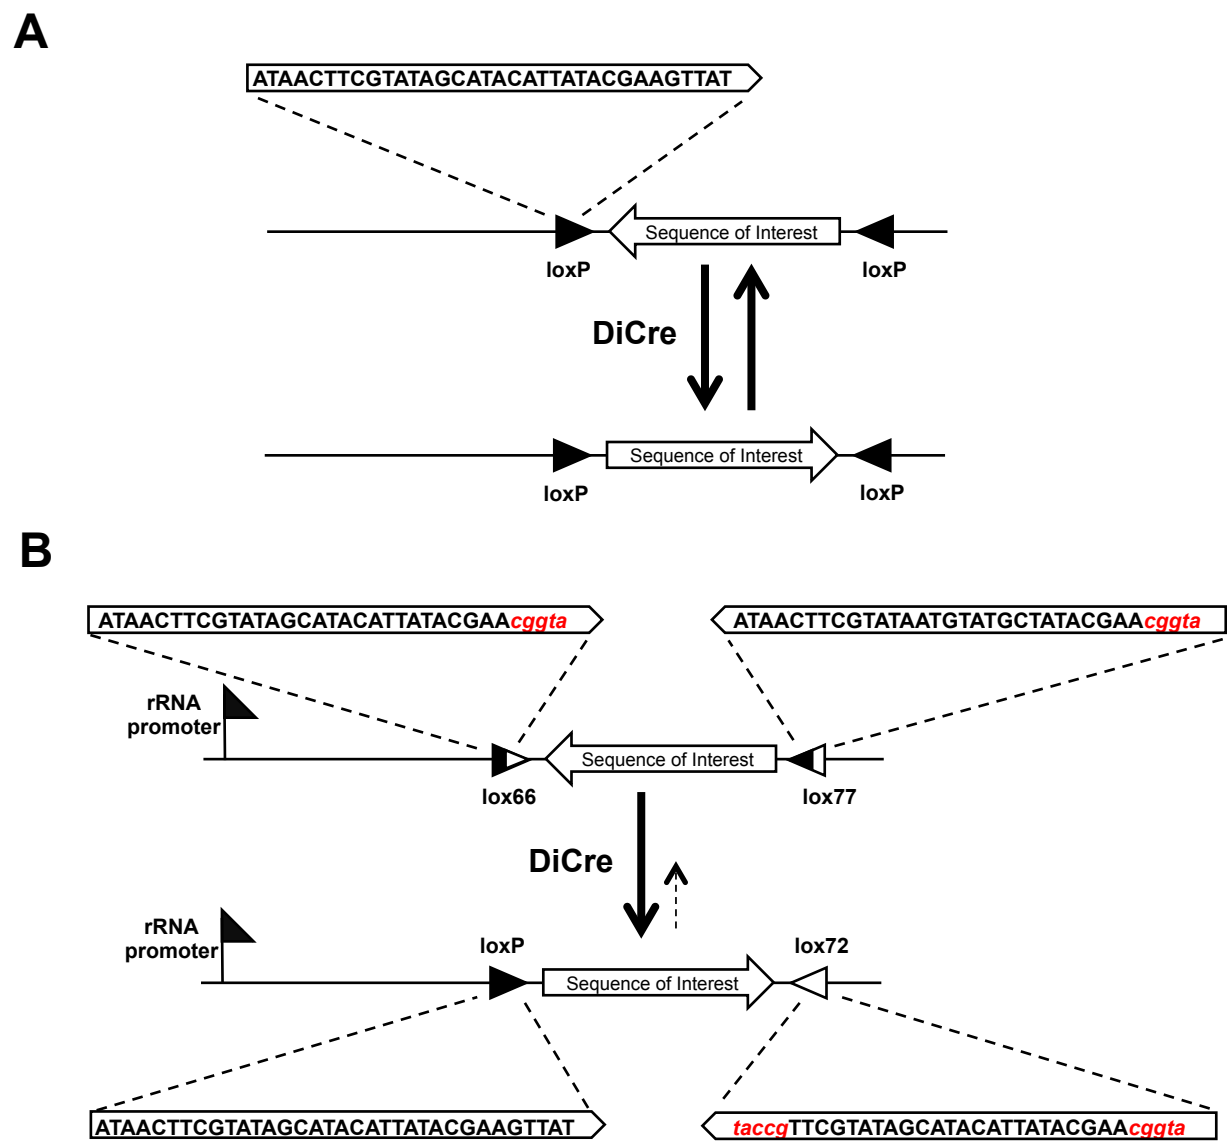 A
ATAACTTCGTATAGCATACATTATACGAAGTTAT
Sequence of Interest
loxP
loxP
DiCre
Sequence of Interest
loxP
loxP
B
ATAACTTCGTATAGCATACATTATACGAAcggta
ATAACTTCGTATAATGTATGCTATACGAAcggta
rRNA
promoter
Sequence of Interest
lox66
lox77
DiCre
rRNA
promoter
loxP
lox72
Sequence of Interest
ATAACTTCGTATAGCATACATTATACGAAGTTAT
taccgTTCGTATAGCATACATTATACGAAcggta